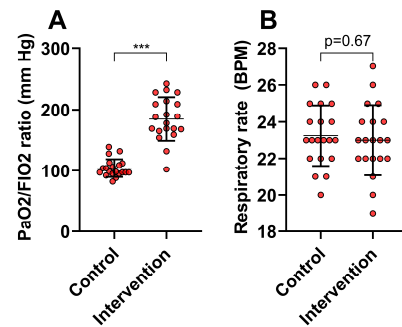 A
PaO2/FIO2 ratio (mm Hg)
300
200
100
0
***
Control
Intervention
B
Respiratory rate (BPM)
28
26
24
22
20
18
p=0.67
Control
Intervention